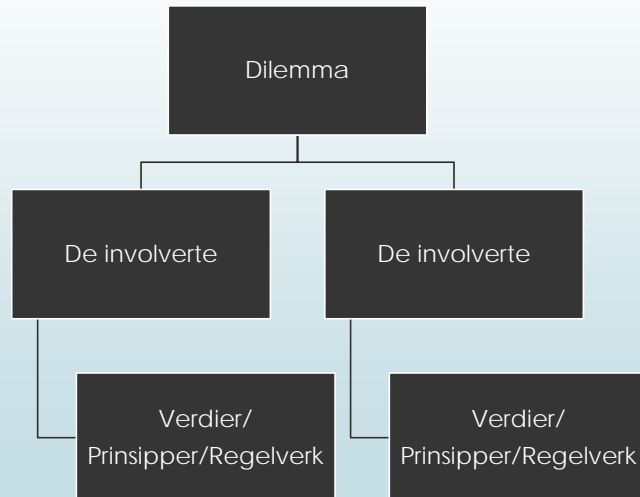 Dilemma
De involverte
De involverte
Verdier/
Prinsipper/Regelverk
Verdier/
Prinsipper/Regelverk